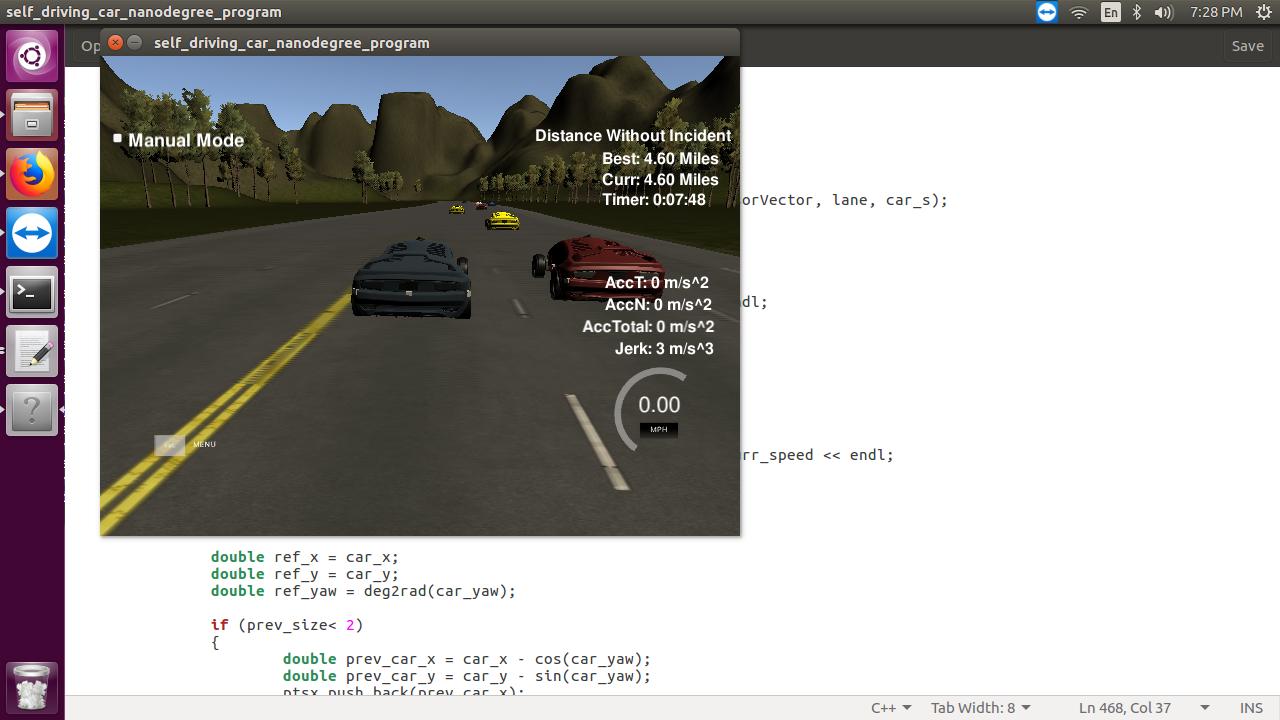 self_driving_car_nanodegree_program
En
7:28 PM
Op
self_driving_car_nanodegree_program
Save
Manual Mode
Distance Without Incident
Best: 4.60 Miles
Curr: 4.60 Miles
Timer: 0:07:48
orVector, lane, car_s);
AccT: 0 m/s^2
AccN: 0 m/s^2
dl;
AccTotal: 0 m/s^2
Jerk: 3 m/s^3
0.00
MPH
MENU
rr_speed << endl;
double ref_x = car_x;
double ref_y = car_y;
double ref_yaw = deg2rad(car_yaw);
if (prev_size< 2)
{
double prev_car_x = car_x - cos(car_yaw);
double prev_car_y = car_y - sin(car_yaw);
ptsx.push_back(prev_car_x);
C++
Tab Width: 8
Ln 468, Col 37
INS